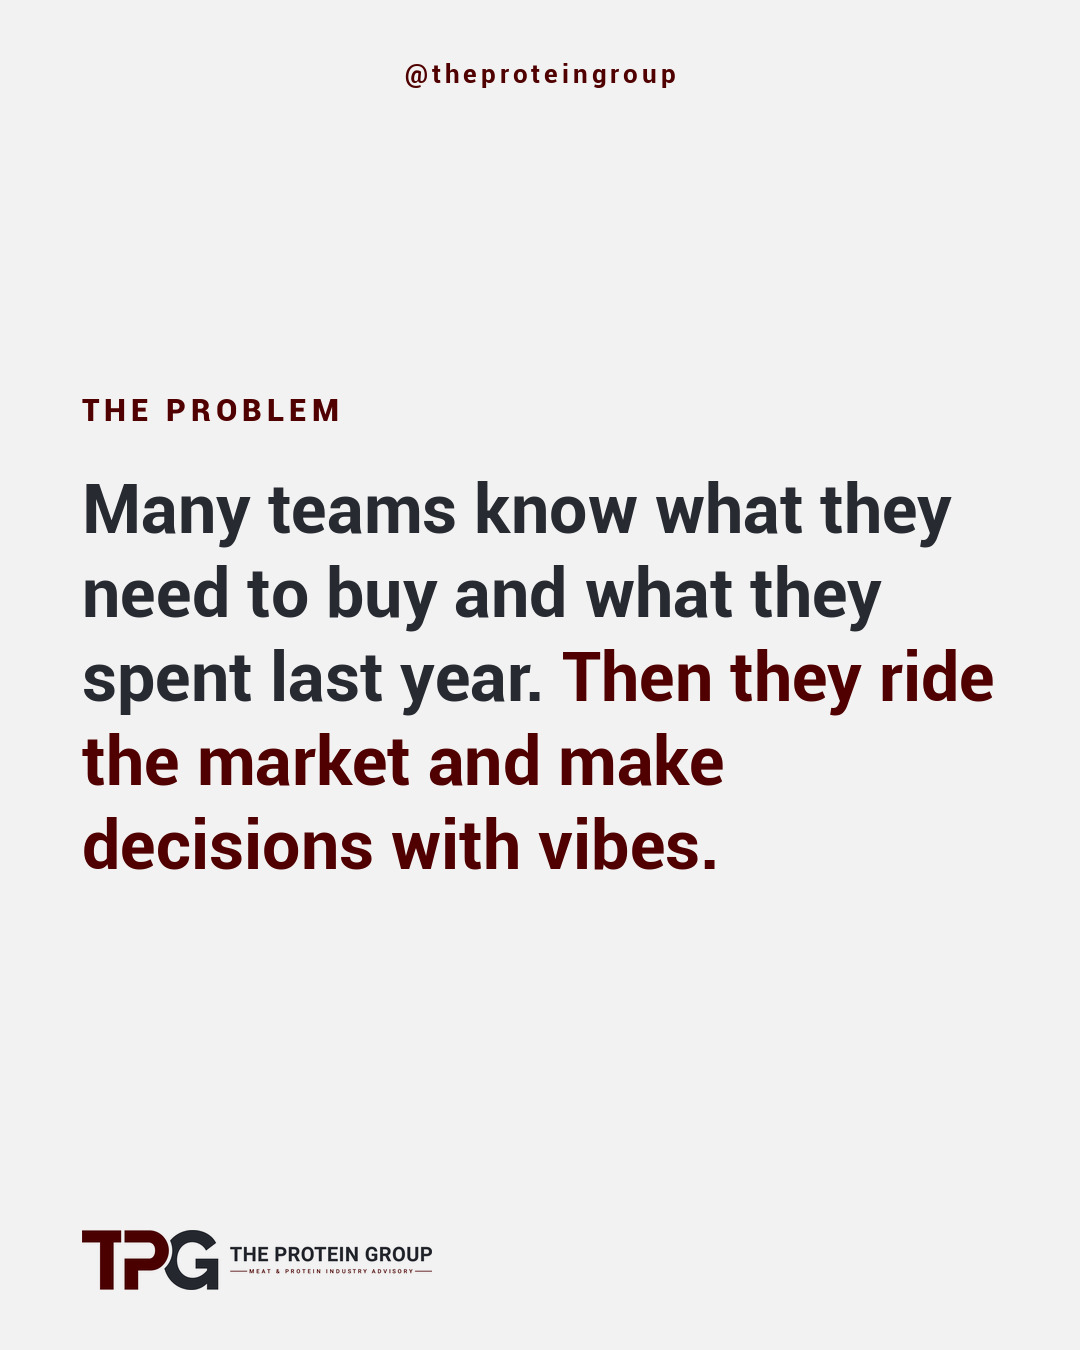 @theproteingroup
THE PROBLEM
Many teams know what they
need to buy and what they
spent last year. Then they ride
the market and make
decisions with vibes.
TPG
THE PROTEIN GROUP
MEAT & PROTEIN INDUSTRY ADVISORY